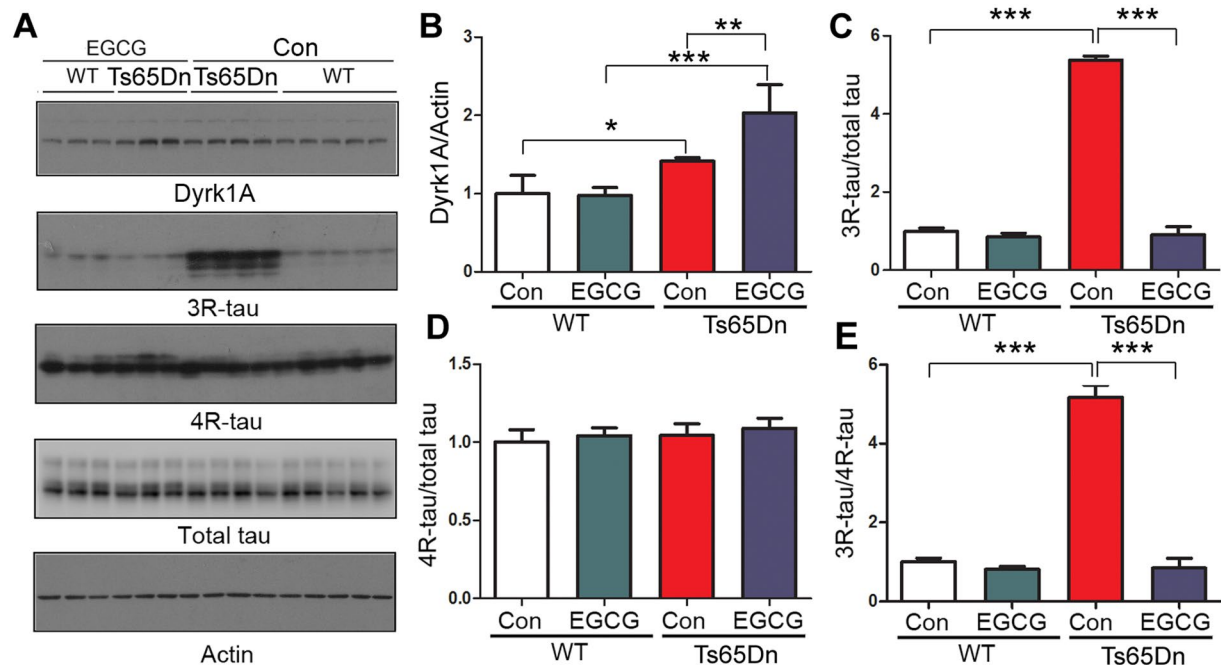 A
EGCG Con
WT Ts65Dn Ts65Dn WT
Dyrk1A
3R-tau
4R-tau
Total tau
Actin
B
Dyrk1A/Actin
3
2
1
0
*
***
**
Con EGCG Con EGCG
WT Ts65Dn
C
3R-tau/total tau
6
4
2
0
*** ***
Con EGCG Con EGCG
WT Ts65Dn
D
4R-tau/total tau
1.5
1.0
0.5
0.0
Con EGCG Con EGCG
WT Ts65Dn
E
3R-tau/4R-tau
6
4
2
0
*** ***
Con EGCG Con EGCG
WT Ts65Dn